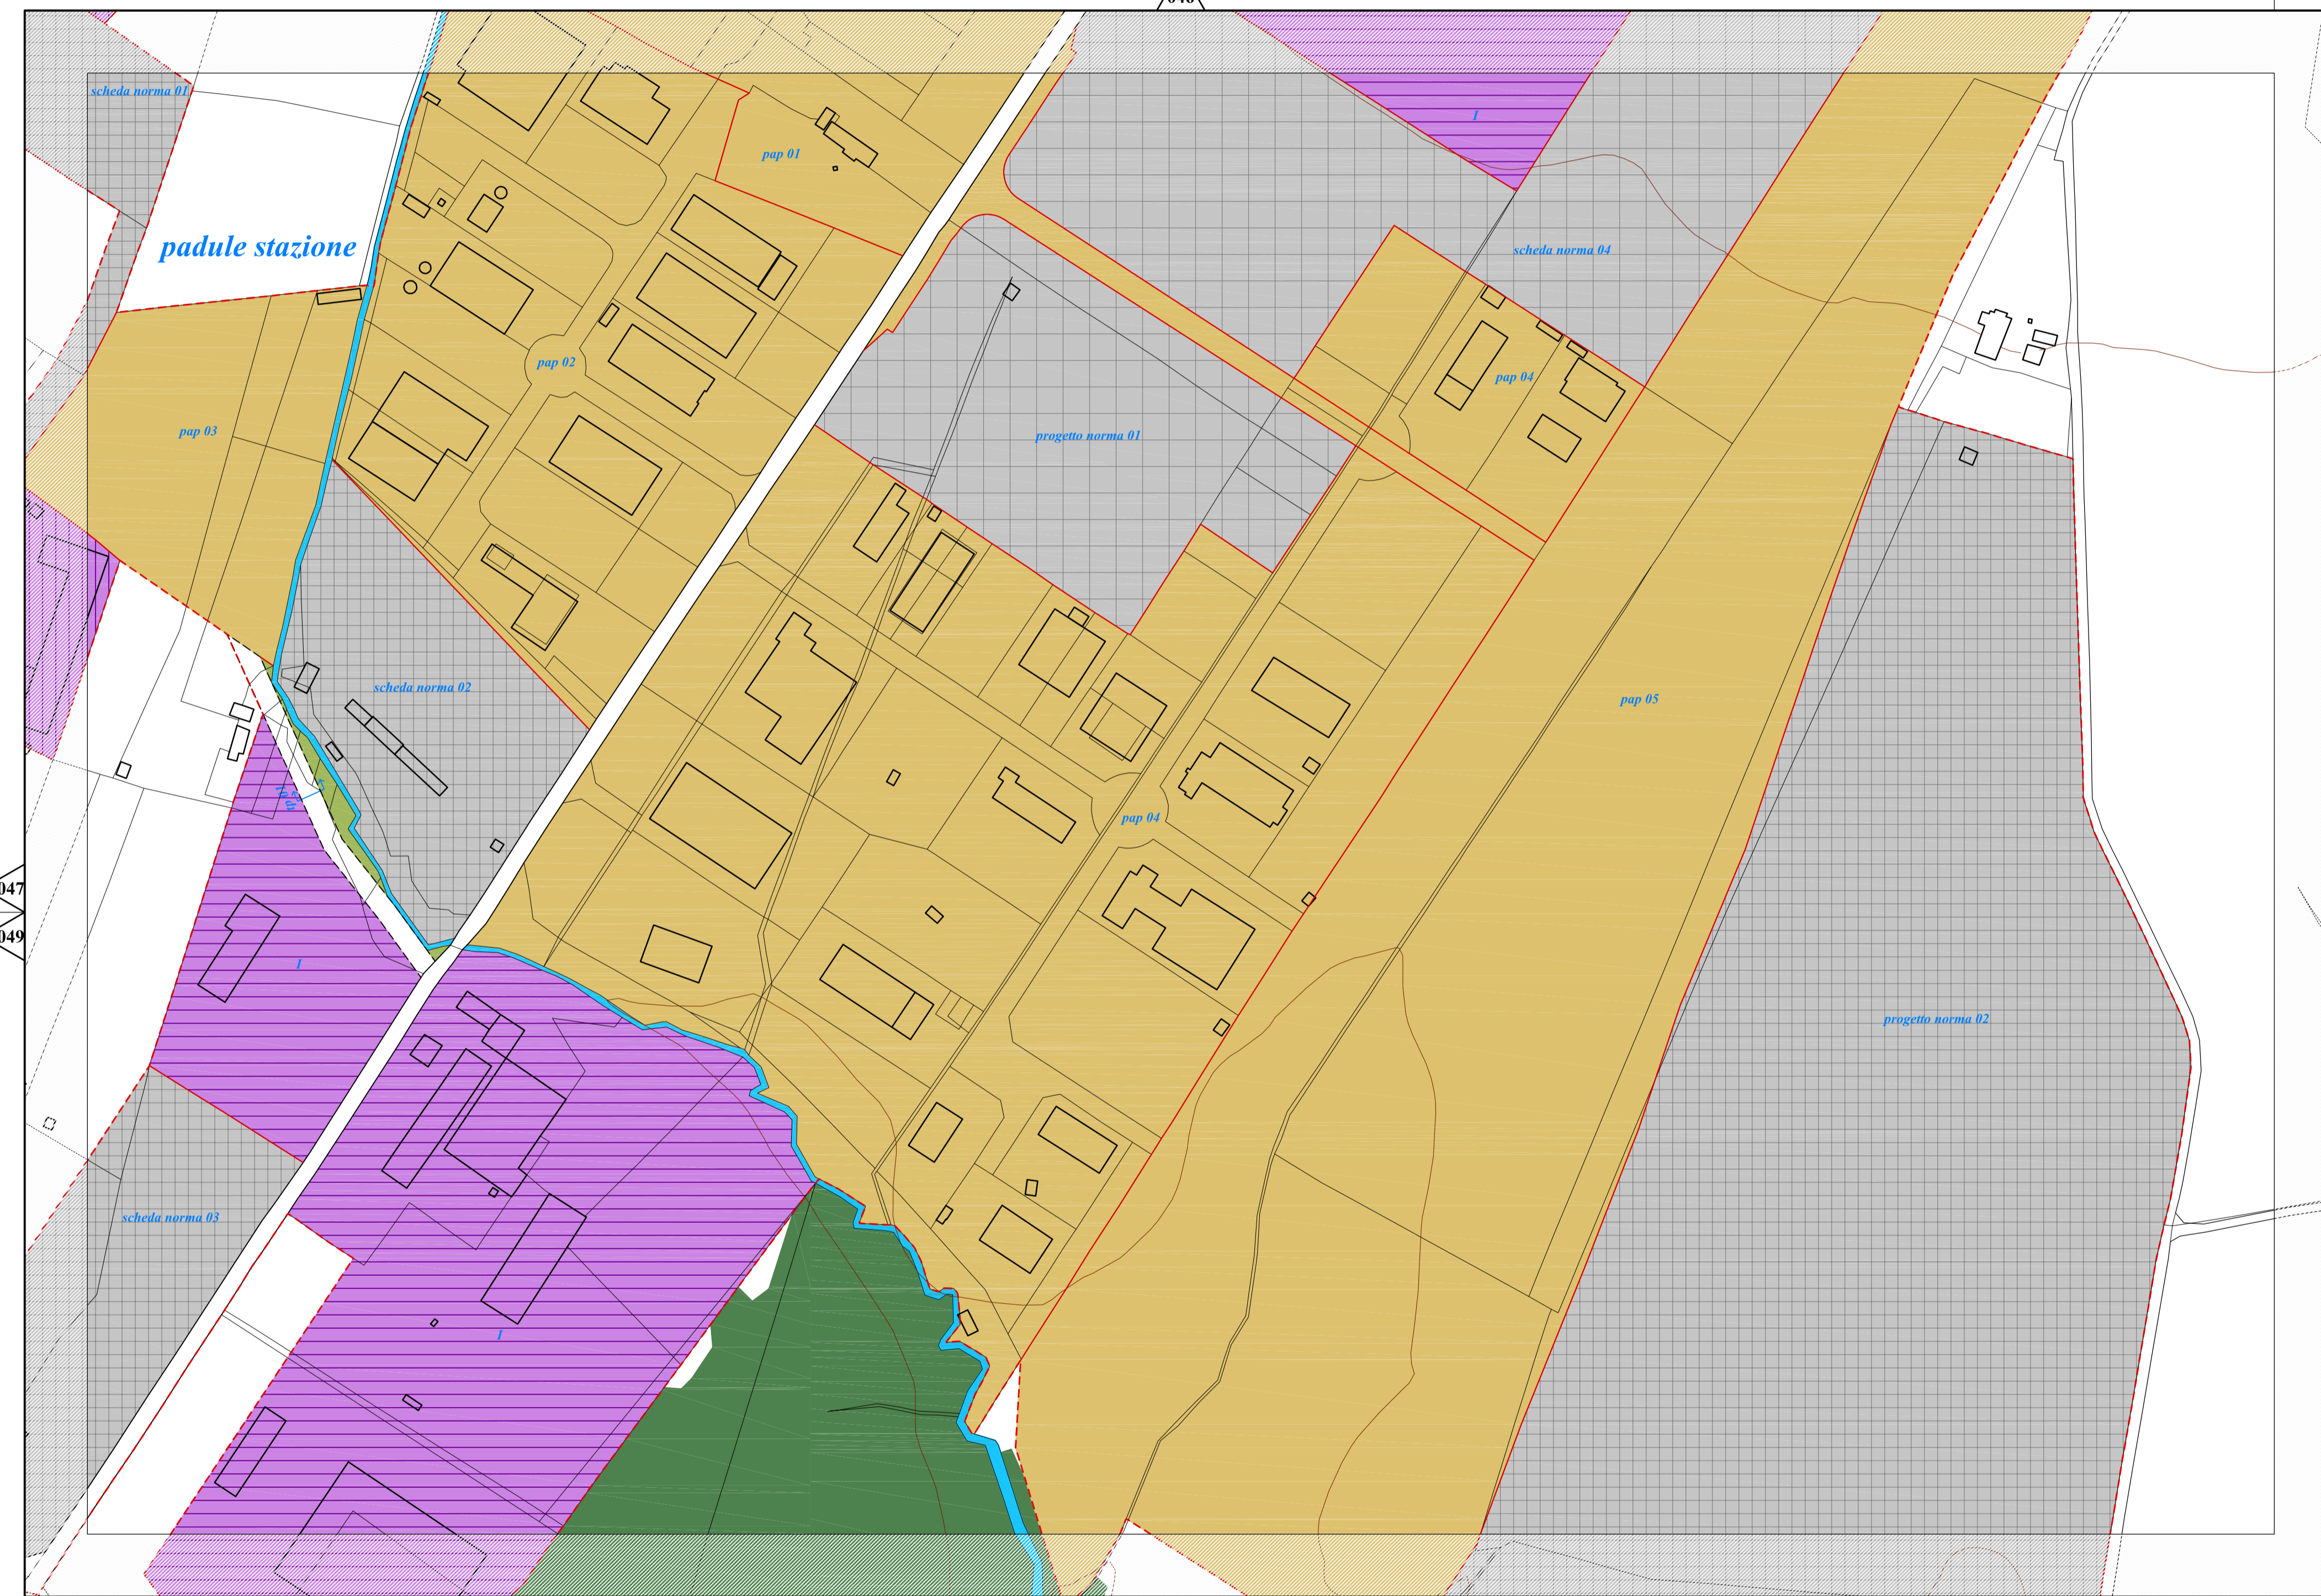 046
scheda norma 01
I
pap 01
padule stazione
scheda norma 04
pap 02
pap 04
pap 03
progetto norma 01
scheda norma 02
pap 05
pap 04
047
049
I
progetto norma 02
scheda norma 03
I